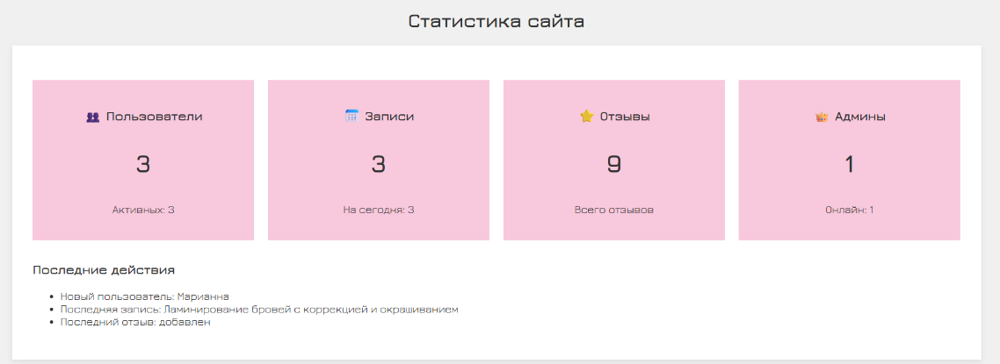 Статистика сайта
Пользователи
3
Активных: 3
Записи
3
На сегодня: 3
Отзывы
9
Всего отзывов
Админы
1
Онлайн: 1
Последние действия
Новый пользователь: Марианна
Последняя запись: Ламинирование бровей с коррекцией и окрашиванием
Последний отзыв: добавлен